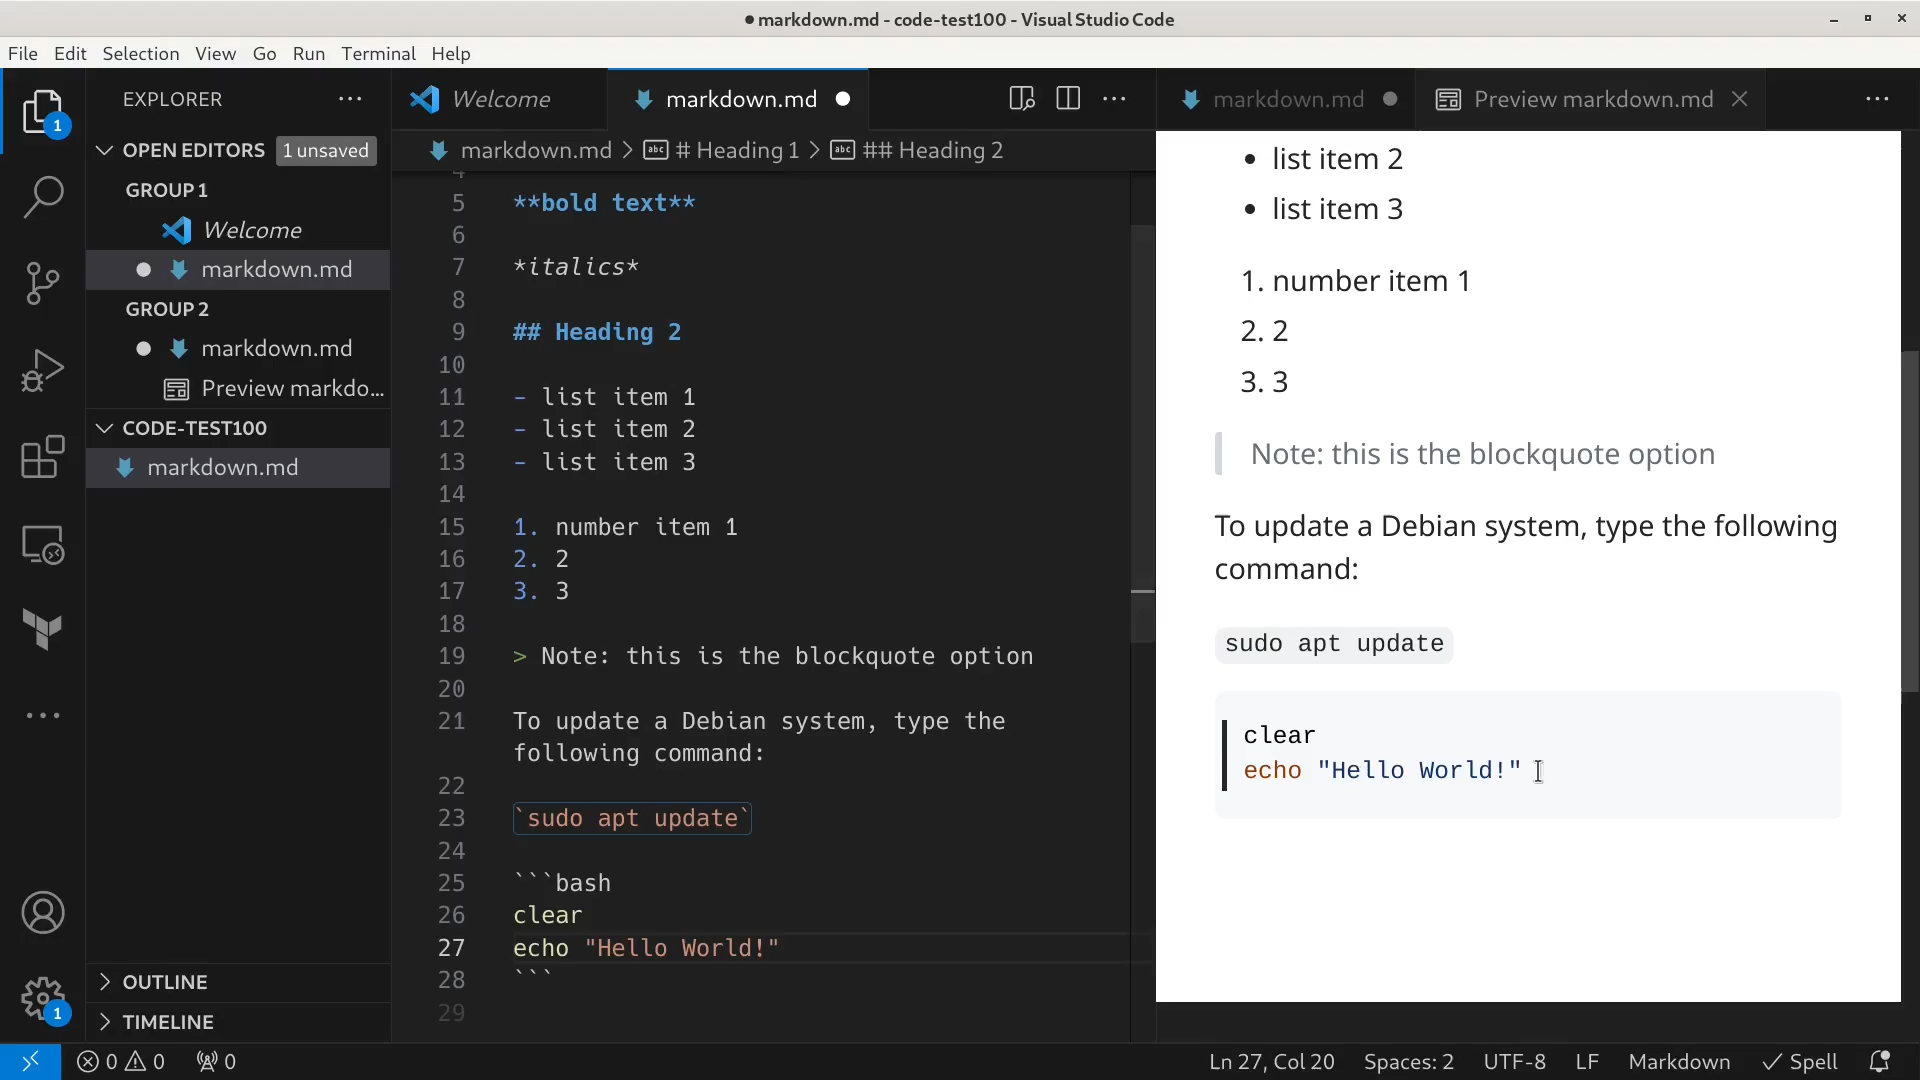 markdown.md - code-test100 - Visual Studio Code
File Edit Selection View Go Run Terminal Help
EXPLORER
OPEN EDITORS 1 unsaved
GROUP 1
Welcome
markdown.md
GROUP 2
markdown.md
Preview markdo...
CODE-TEST100
markdown.md
OUTLINE
TIMELINE
1
1
Welcome markdown.md
markdown.md > # Heading 1 > ## Heading 2
5 **bold text**
6
7 *italics*
8
9 ## Heading 2
10
11 - list item 1
12 - list item 2
13 - list item 3
14
15 1. number item 1
16 2. 2
17 3. 3
18
19 > Note: this is the blockquote option
20
21 To update a Debian system, type the
following command:
22
23 `sudo apt update`
24
25 ```bash
26 clear
27 echo "Hello World!"
28 ```
29
markdown.md Preview markdown.md
• list item 2
• list item 3
1. number item 1
2. 2
3. 3
Note: this is the blockquote option
To update a Debian system, type the following
command:
sudo apt update
clear
echo "Hello World!"
0 0 0 Ln 27, Col 20 Spaces: 2 UTF-8 LF Markdown Spell